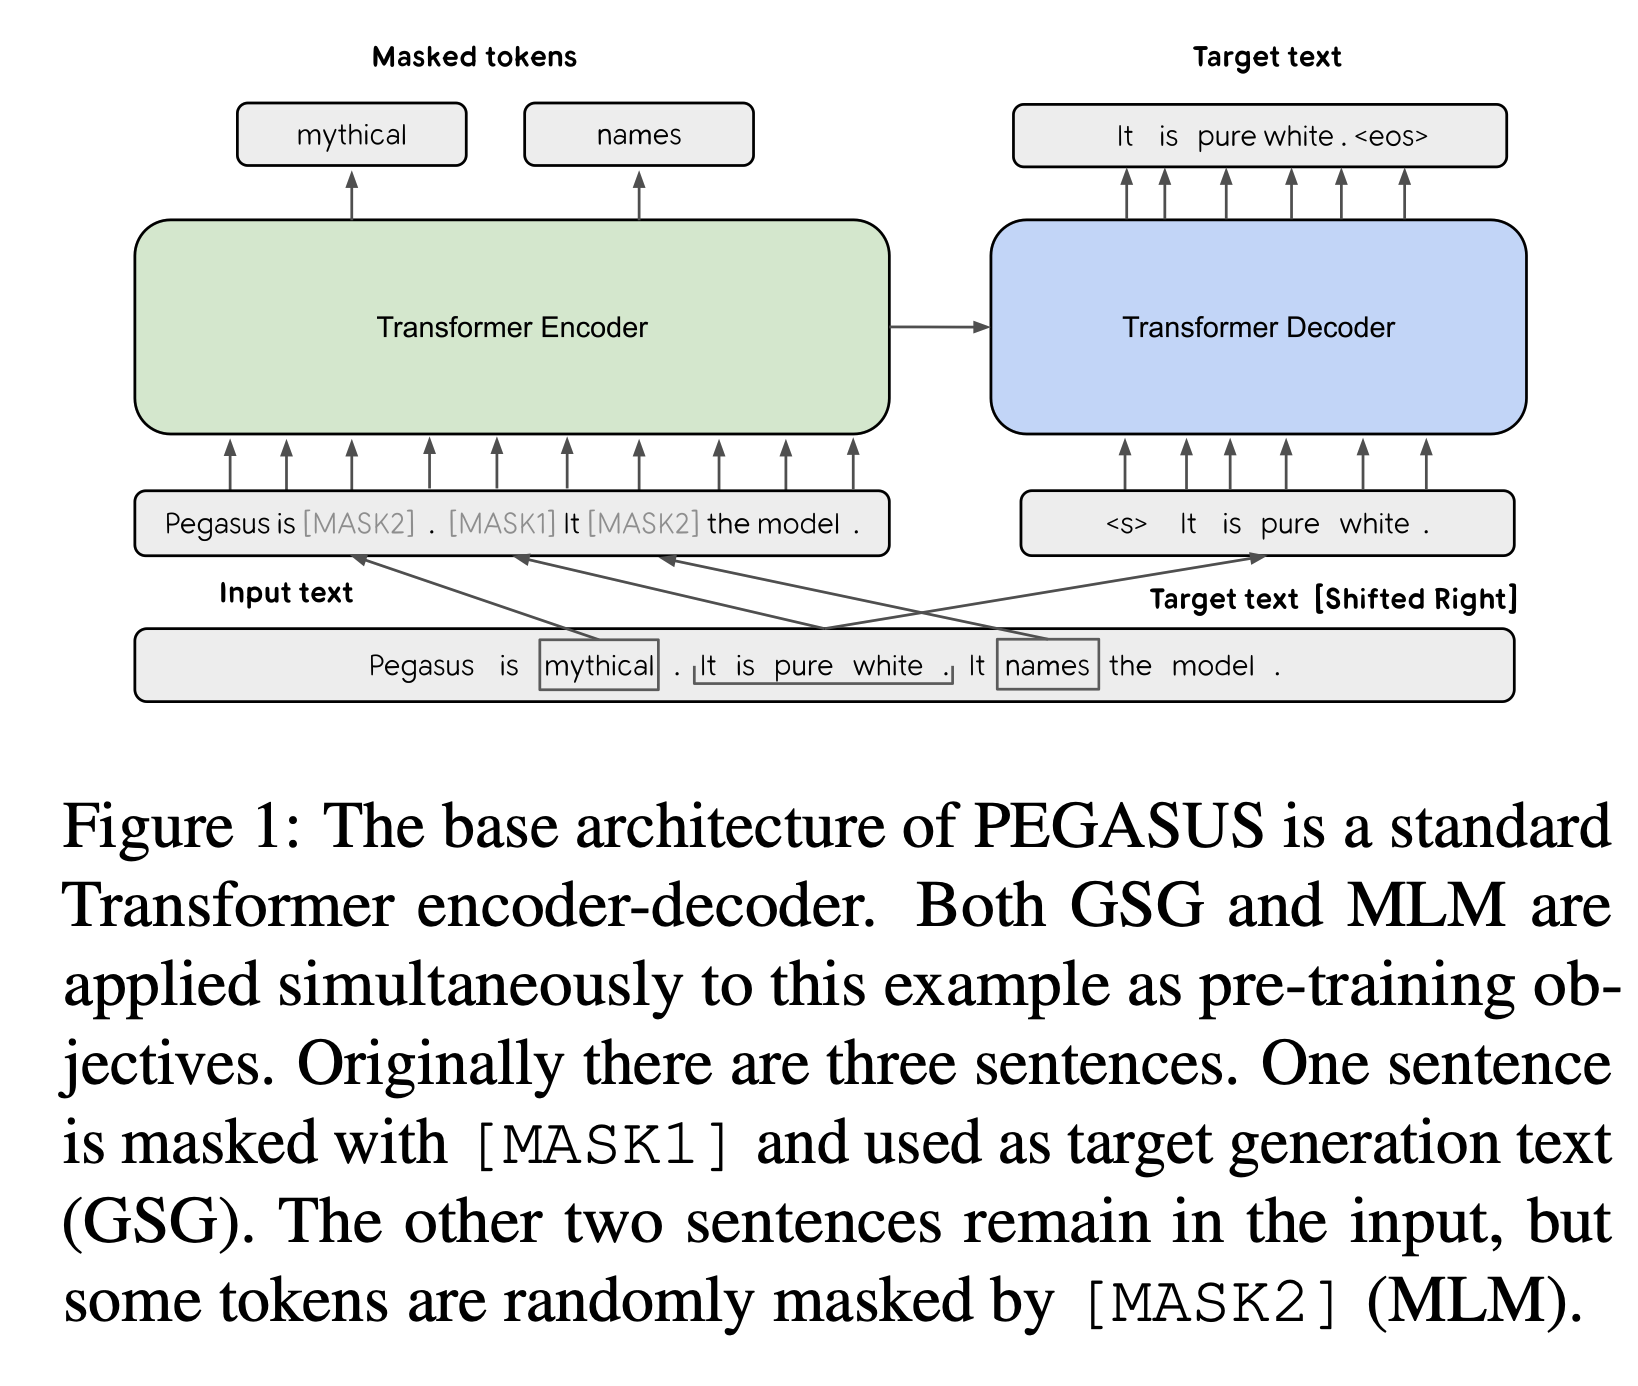 Masked tokens
Target text
mythical
names
It is pure white . <eos>
Transformer Encoder
Transformer Decoder
Pegasus is [MASK2] . [MASK1] It [MASK2] the model .
<s> It is pure white .
Input text
Target text [Shifted Right]
Pegasus is mythical . It is pure white . It names the model .
Figure 1: The base architecture of PEGASUS is a standard
Transformer encoder-decoder. Both GSG and MLM are
applied simultaneously to this example as pre-training ob-
jectives. Originally there are three sentences. One sentence
is masked with [MASK1] and used as target generation text
(GSG). The other two sentences remain in the input, but
some tokens are randomly masked by [MASK2] (MLM).